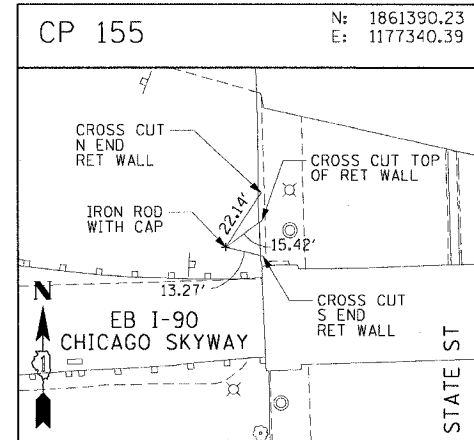 CP 155
N: 1861390.23
E: 1177340.39
CROSS CUT
N END
RET WALL
CROSS CUT TOP
OF RET WALL
IRON ROD
WITH CAP
22.14'
15.42'
13.27'
CROSS CUT
S END
RET WALL
N
EB I-90
CHICAGO SKYWAY
STATE ST